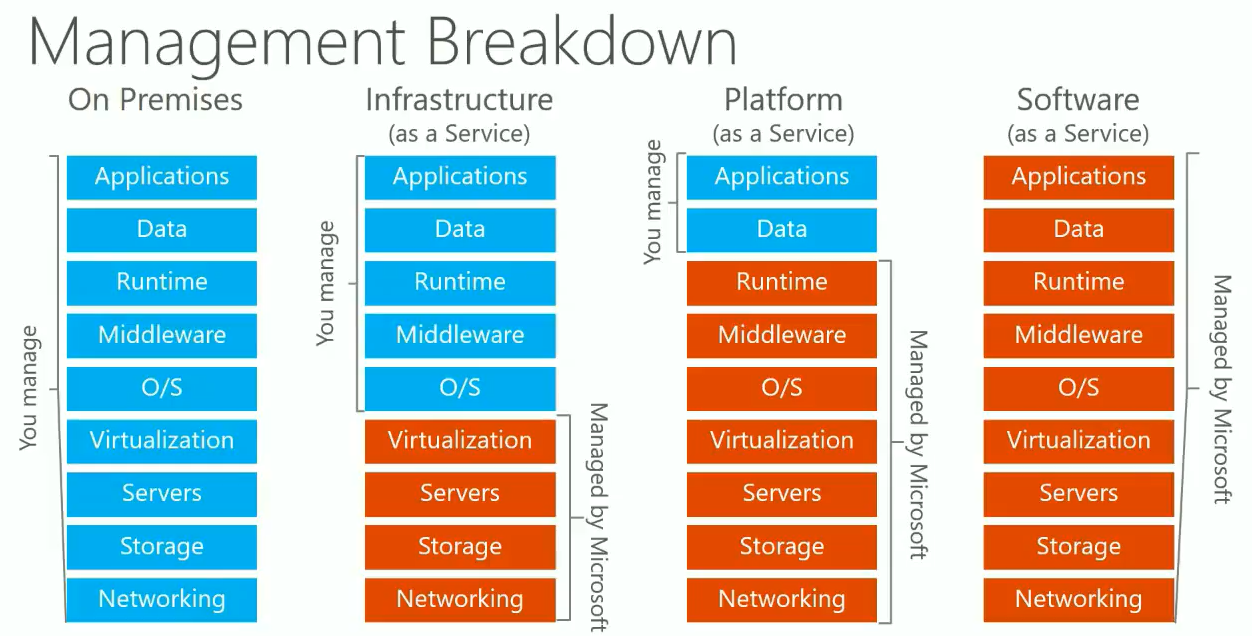 Management Breakdown
On Premises
You manage
Applications
Data
Runtime
Middleware
O/S
Virtualization
Servers
Storage
Networking
Infrastructure
(as a Service)
You manage
Applications
Data
Runtime
Middleware
O/S
Virtualization
Servers
Storage
Networking
Managed by Microsoft
Platform
(as a Service)
You manage
Applications
Data
Runtime
Middleware
O/S
Virtualization
Servers
Storage
Networking
Managed by Microsoft
Software
(as a Service)
Applications
Data
Runtime
Middleware
O/S
Virtualization
Servers
Storage
Networking
Managed by Microsoft